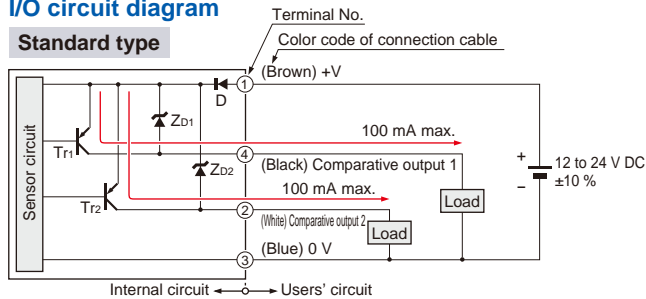 I/O circuit diagram
Terminal No.
Standard type
Color code of connection cable
① (Brown) +V
D
ZD1
100 mA max.
Tr1
④ (Black) Comparative output 1
Sensor circuit
ZD2
100 mA max.
+
−
12 to 24 V DC
±10 %
Tr2
② (White) Comparative output 2
Load
Load
③ (Blue) 0 V
Internal circuit
Users' circuit